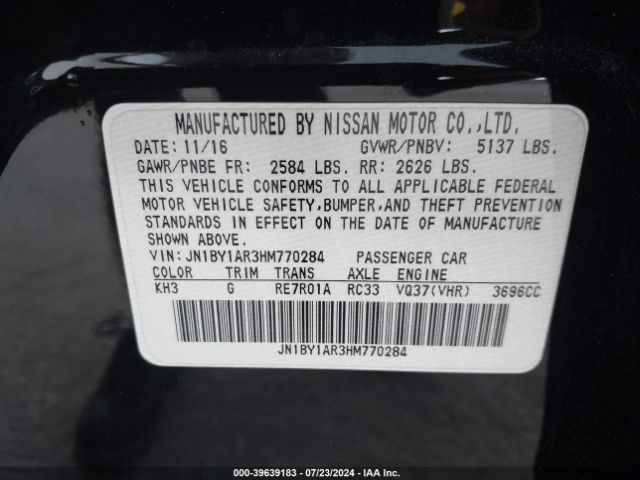 MANUFACTURED BY NISSAN MOTOR CO.,LTD.
DATE: 11/16 GVWR/PNBV: 5137 LBS.
GAWR/PNBE FR: 2584 LBS. RR: 2626 LBS.
THIS VEHICLE CONFORMS TO ALL APPLICABLE FEDERAL
MOTOR VEHICLE SAFETY,BUMPER,AND THEFT PREVENTION
STANDARDS IN EFFECT ON THE DATE OF MANUFACTURE
SHOWN ABOVE.
VIN: JN1BY1AR3HM770284 PASSENGER CAR
COLOR TRIM TRANS AXLE ENGINE
KH3 G RE7R01A RC33 VQ37(VHR) 3696CC
JN1BY1AR3HM770284
000-39639183 / 07/23/2024 / IAA Inc.